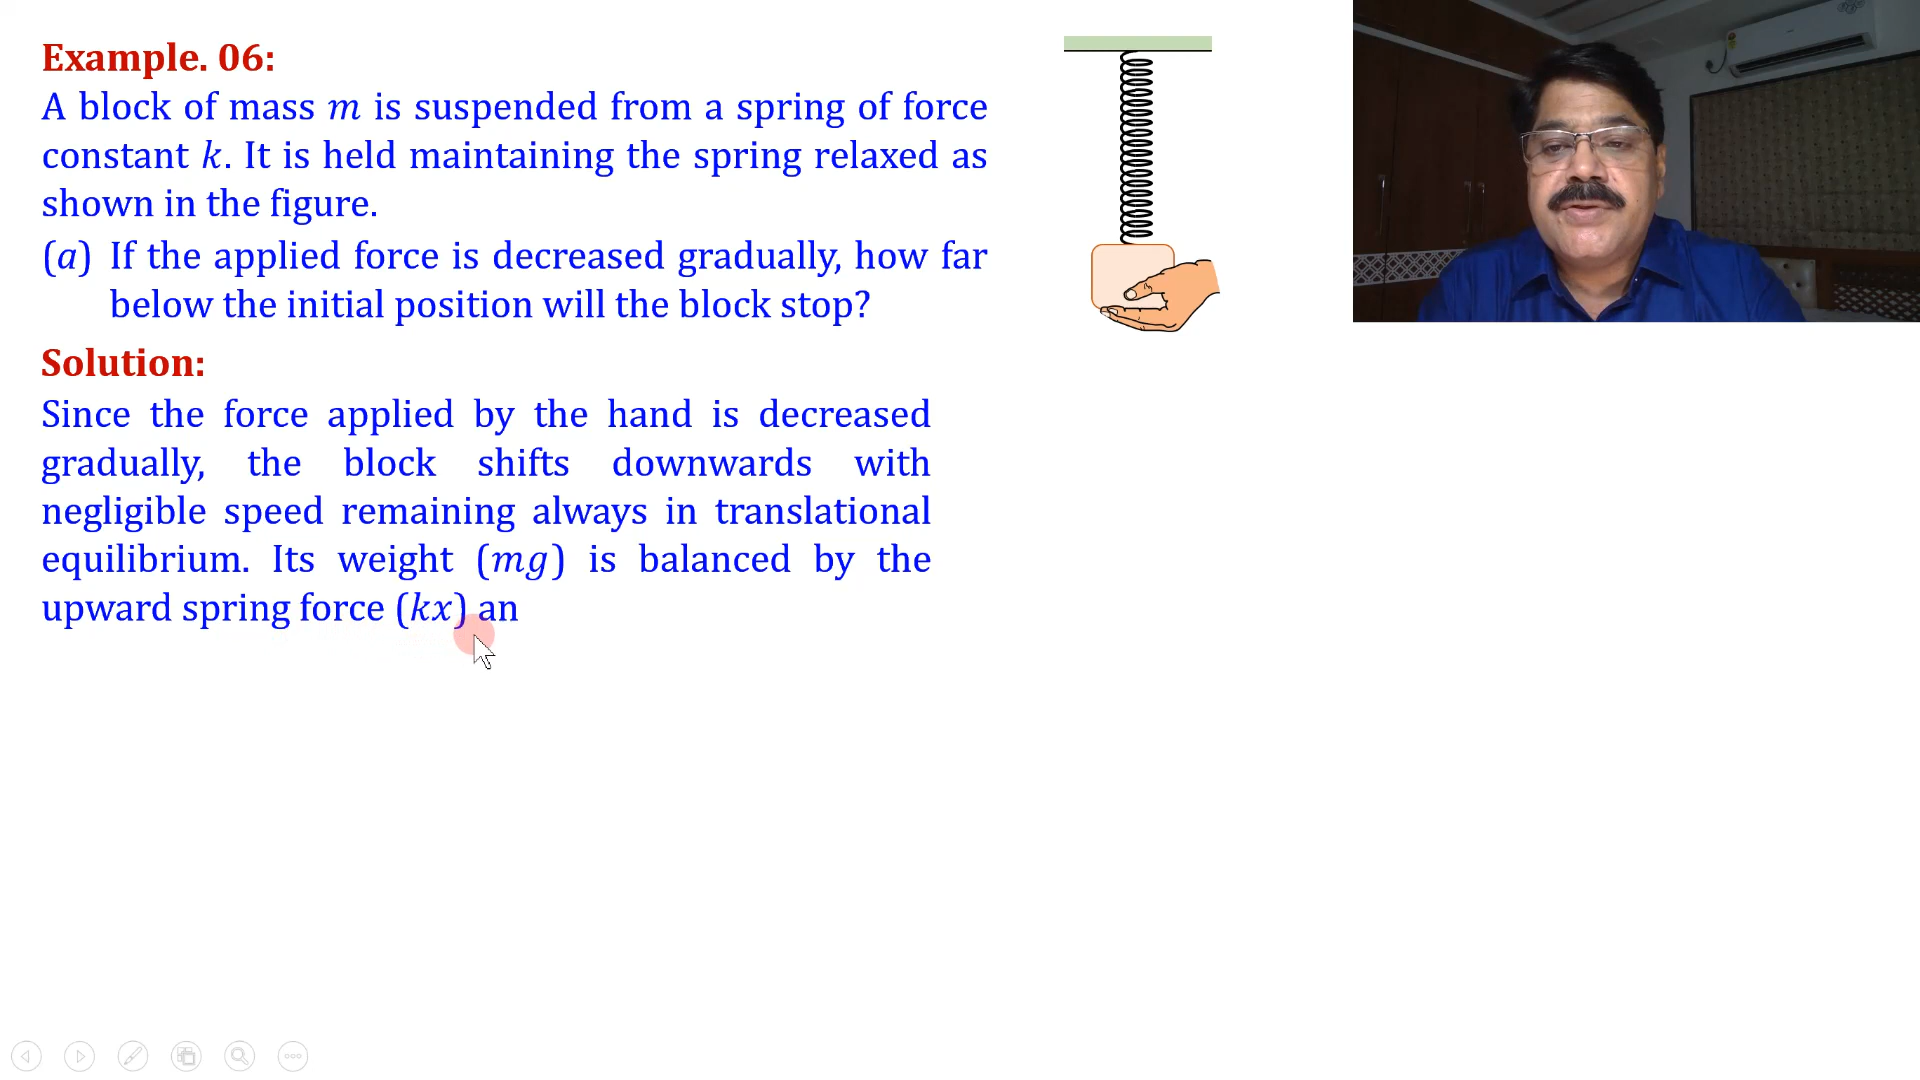 Example. 06:
A block of mass m is suspended from a spring of force
constant k. It is held maintaining the spring relaxed as
shown in the figure.
(a) If the applied force is decreased gradually, how far
below the initial position will the block stop?
Solution:
Since the force applied by the hand is decreased
gradually, the block shifts downwards with
negligible speed remaining always in translational
equilibrium. Its weight (mg) is balanced by the
upward spring force (kx) an